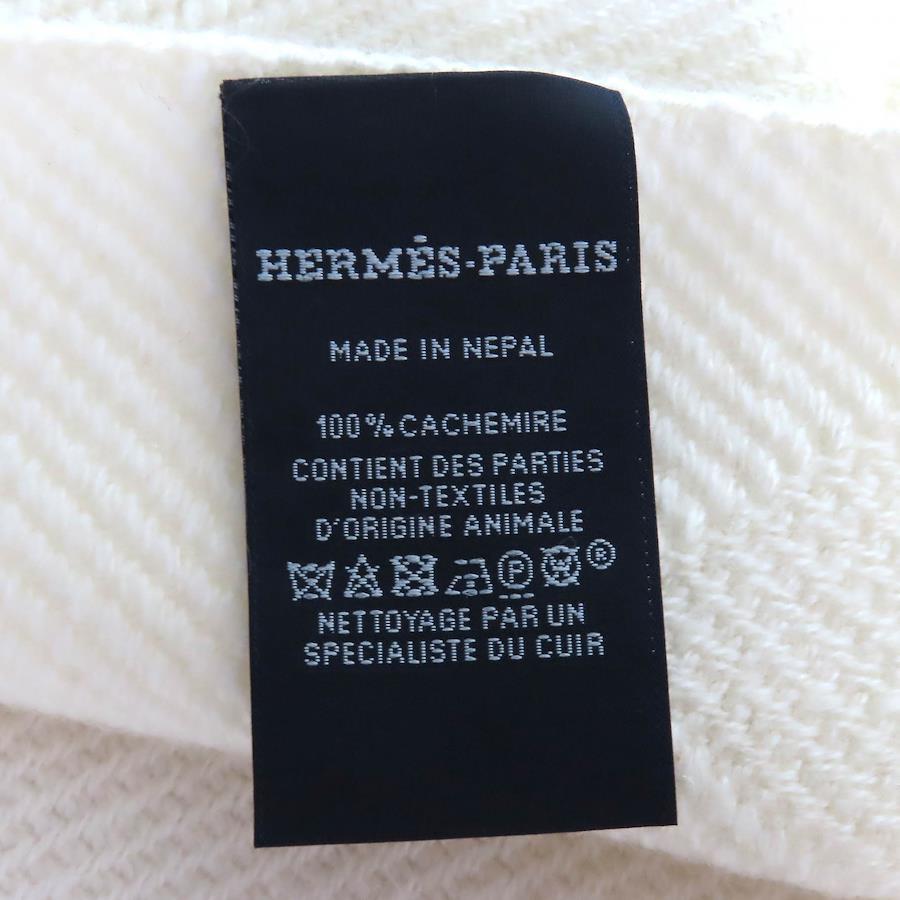 HERMÈS-PARIS
MADE IN NEPAL
100% CACHEMIRE
CONTIENT DES PARTIES
NON-TEXTILES
D'ORIGINE ANIMALE
P W ®
NETTOYAGE PAR UN
SPECIALISTE DU CUIR